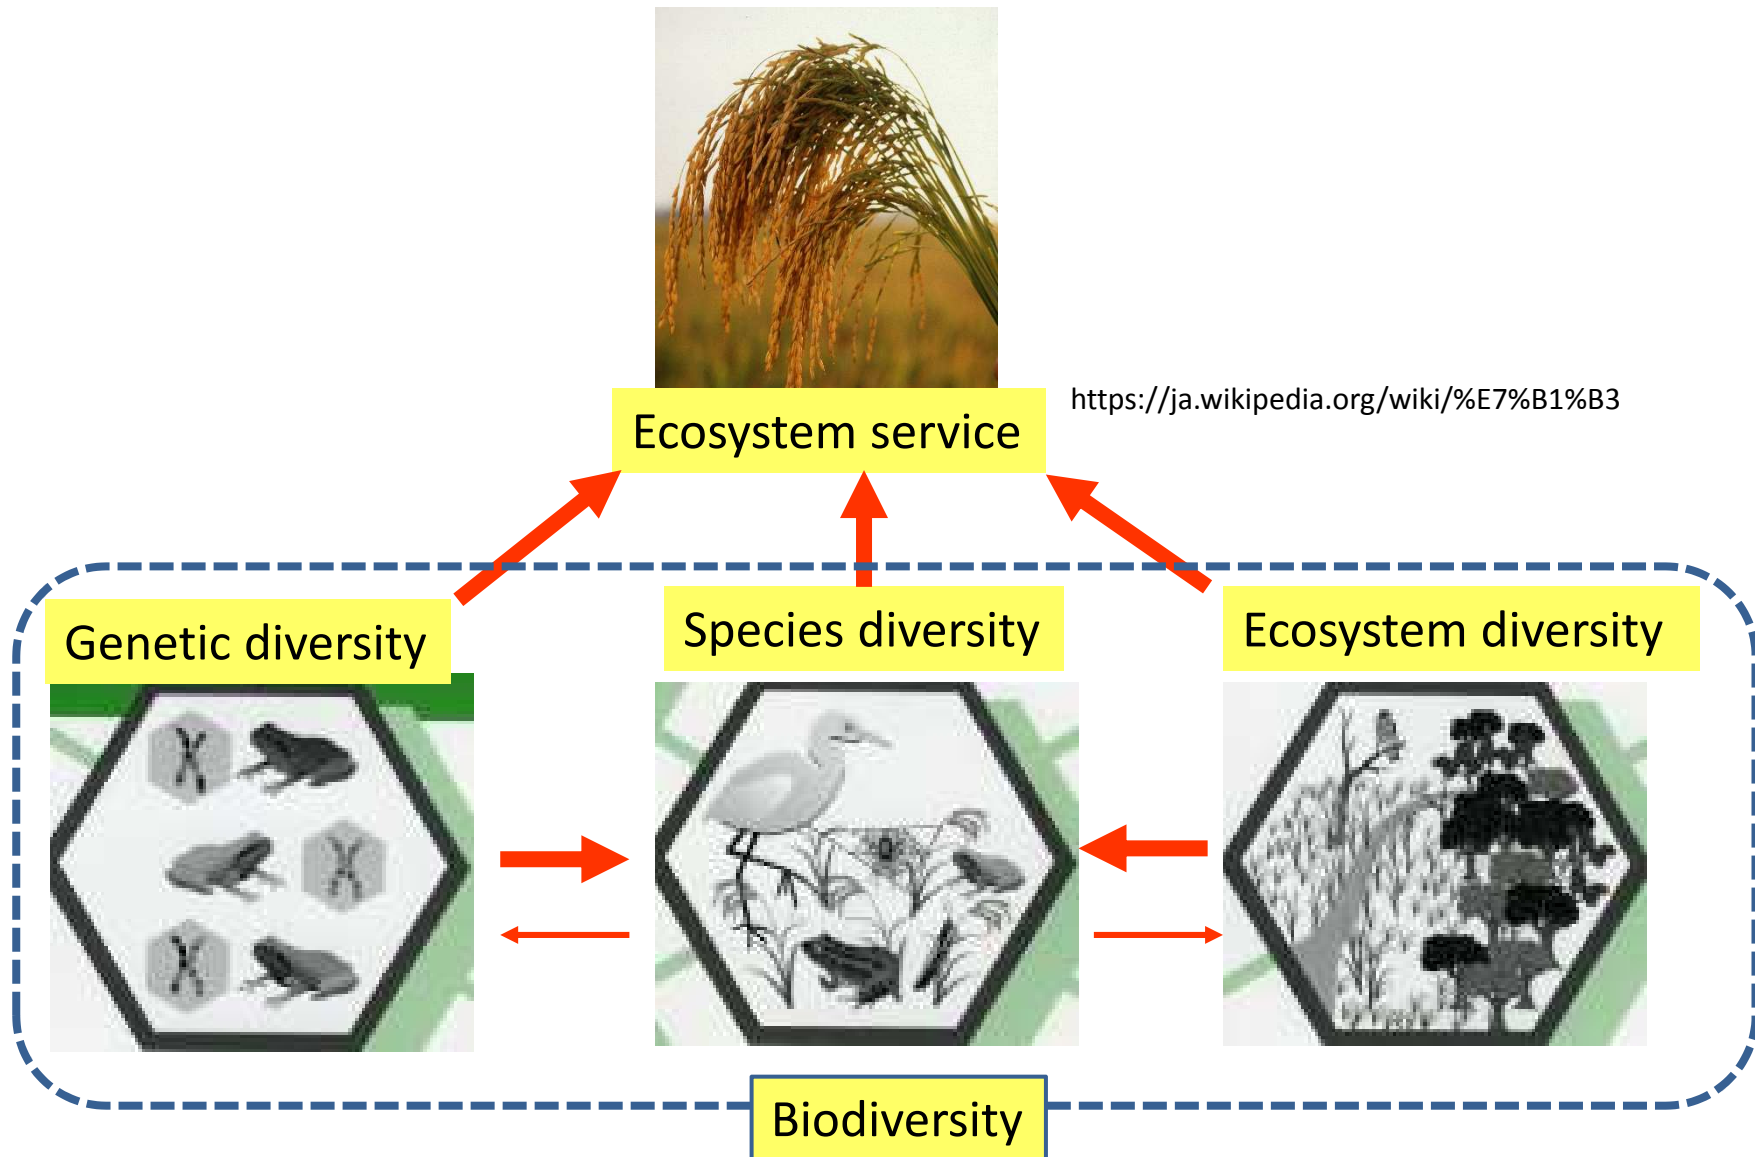 https://ja.wikipedia.org/wiki/%E7%B1%B3
Ecosystem service
Genetic diversity
Species diversity
Ecosystem diversity
Biodiversity